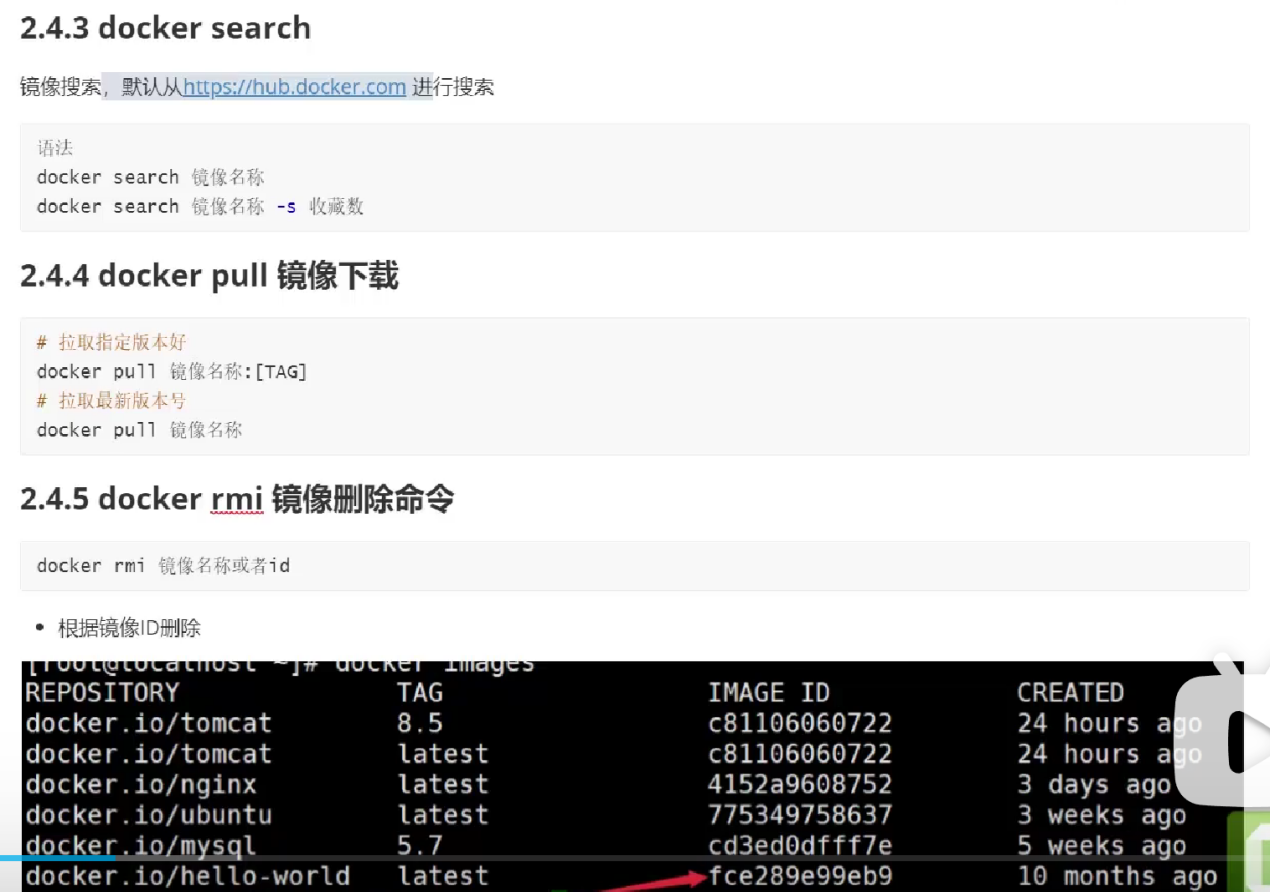 2.4.3 docker search
镜像搜索，默认从https://hub.docker.com 进行搜索
语法
docker search 镜像名称
docker search 镜像名称 -s 收藏数
2.4.4 docker pull 镜像下载
# 拉取指定版本好
docker pull 镜像名称:[TAG]
# 拉取最新版本号
docker pull 镜像名称
2.4.5 docker rmi 镜像删除命令
docker rmi 镜像名称或者id
• 根据镜像ID删除
[root@localhost ~]# docker images
REPOSITORY TAG IMAGE ID CREATED
docker.io/tomcat 8.5 c81106060722 24 hours ago
docker.io/tomcat latest c81106060722 24 hours ago
docker.io/nginx latest 4152a9608752 3 days ago
docker.io/ubuntu latest 775349758637 3 weeks ago
docker.io/mysql 5.7 cd3ed0dfff7e 5 weeks ago
docker.io/hello-world latest fce289e99eb9 10 months ago